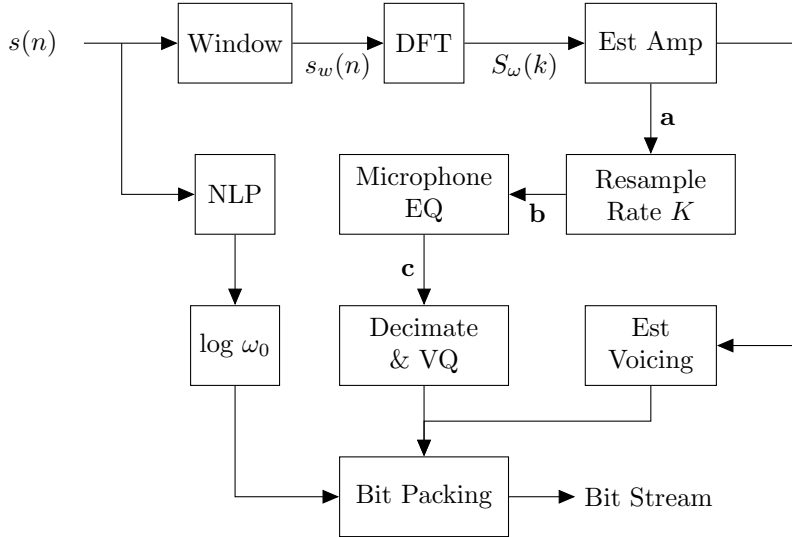 s(n)
Window
s_w(n)
DFT
S_ω(k)
Est Amp
a
NLP
Microphone
EQ
b
Resample
Rate K
c
log ω_0
Decimate
& VQ
Est
Voicing
Bit Packing
Bit Stream